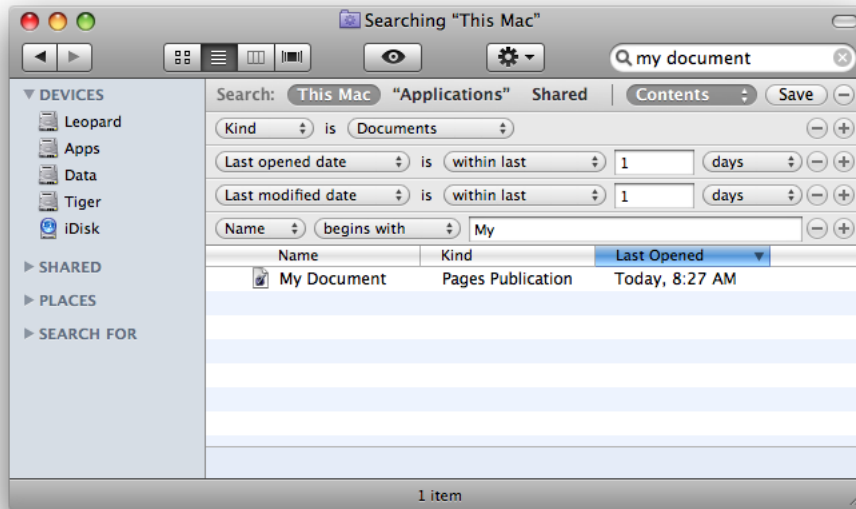 Searching "This Mac"
my document
DEVICES
Leopard
Apps
Data
Tiger
iDisk
SHARED
PLACES
SEARCH FOR
Search: This Mac "Applications" Shared Contents Save
Kind is Documents
Last opened date is within last 1 days
Last modified date is within last 1 days
Name begins with My
Name Kind Last Opened
My Document Pages Publication Today, 8:27 AM
1 item